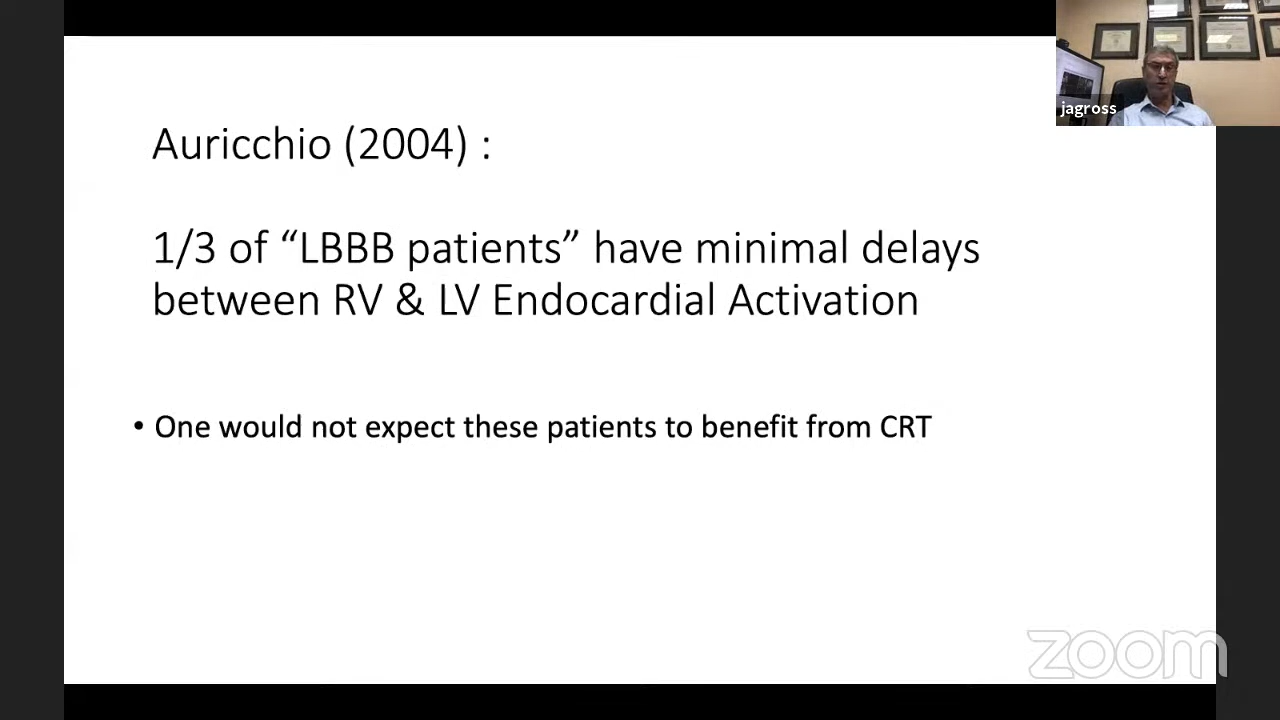 jagross
Auricchio (2004) :
1/3 of “LBBB patients” have minimal delays
between RV & LV Endocardial Activation
• One would not expect these patients to benefit from CRT
zoom